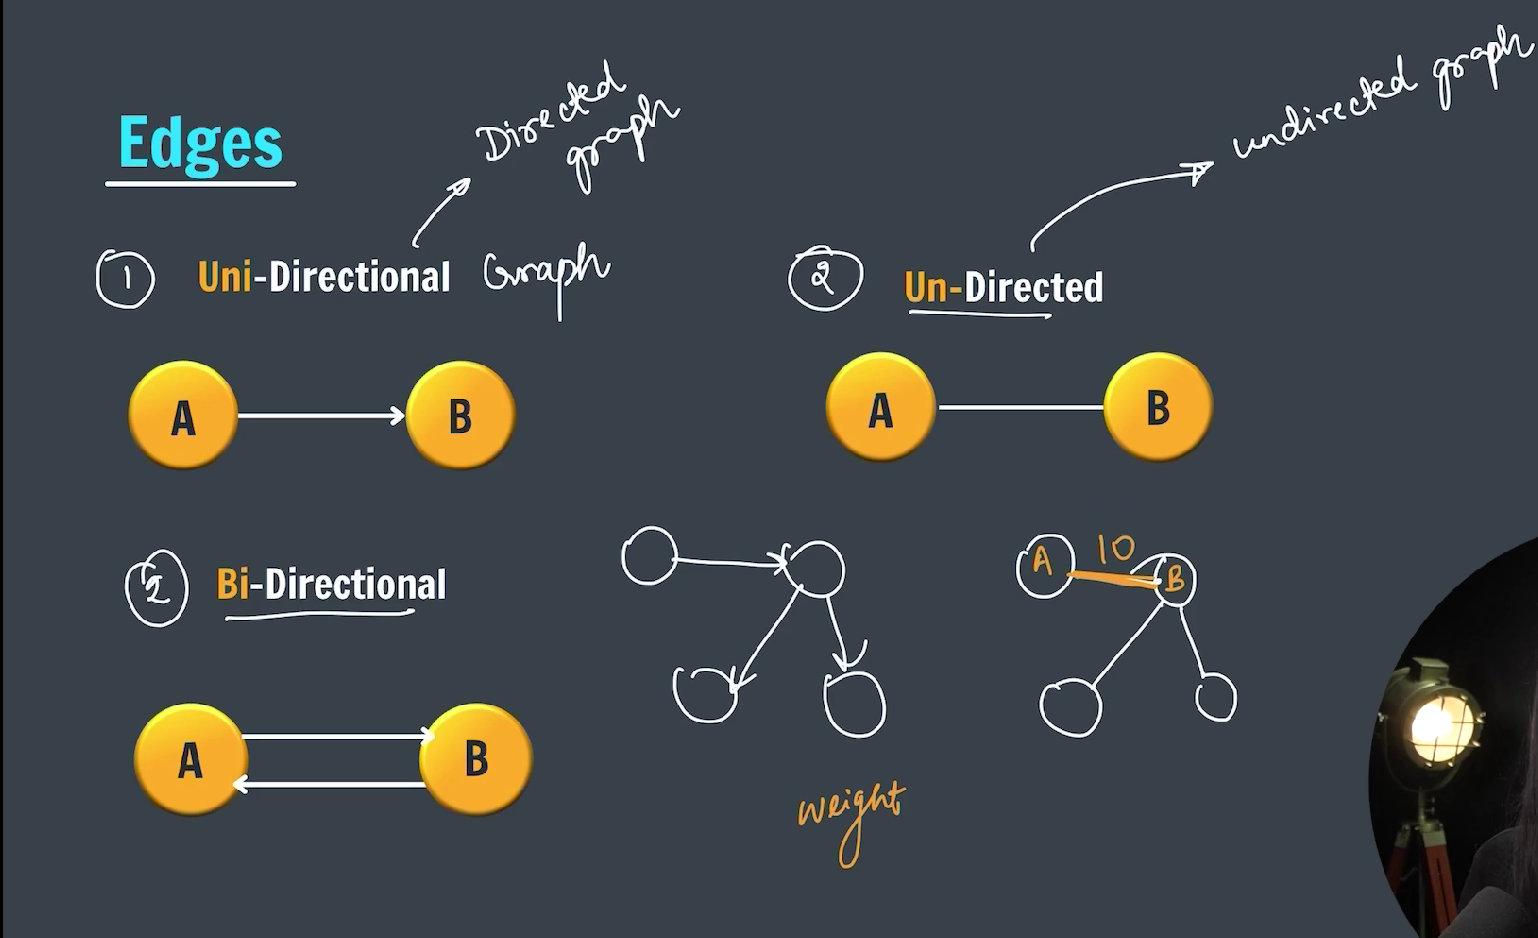 Edges
Directed
graph
undirected graph
1 Uni-Directional Graph
2 Un-Directed
A B
A B
2 Bi-Directional
A 10 B
A B
weight